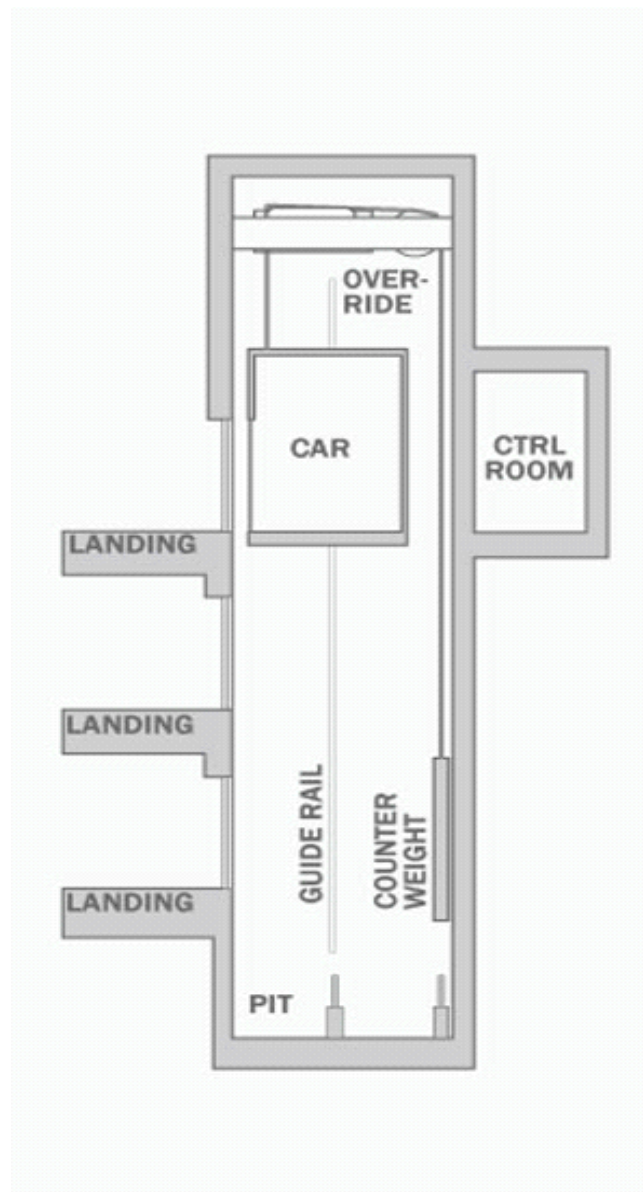 OVER-
RIDE
CAR
CTRL
ROOM
LANDING
LANDING
GUIDE RAIL
COUNTER
WEIGHT
LANDING
PIT